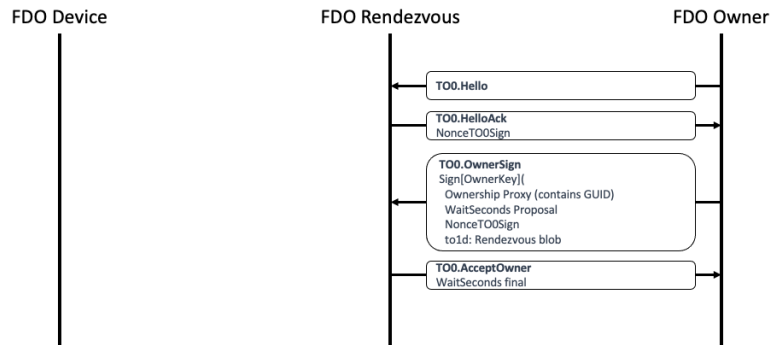 FDO Device
FDO Rendezvous
FDO Owner
TO0.Hello
TO0.HelloAck
NonceTO0Sign
TO0.OwnerSign
Sign[OwnerKey](
Ownership Proxy (contains GUID)
WaitSeconds Proposal
NonceTO0Sign
to1d: Rendezvous blob
TO0.AcceptOwner
WaitSeconds final